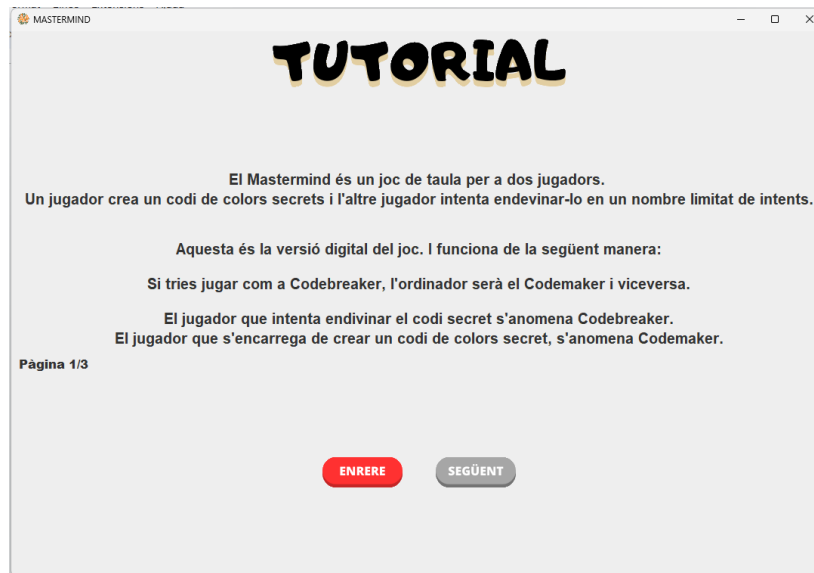 MASTERMIND
TUTORIAL
El Mastermind és un joc de taula per a dos jugadors.
Un jugador crea un codi de colors secrets i l'altre jugador intenta endevinar-lo en un nombre limitat de intents.
Aquesta és la versió digital del joc. I funciona de la següent manera:
Si tries jugar com a Codebreaker, l'ordinador serà el Codemaker i viceversa.
El jugador que intenta endivinar el codi secret s'anomena Codebreaker.
El jugador que s'encarrega de crear un codi de colors secret, s'anomena Codemaker.
Pàgina 1/3
ENRERE
SEGÜENT